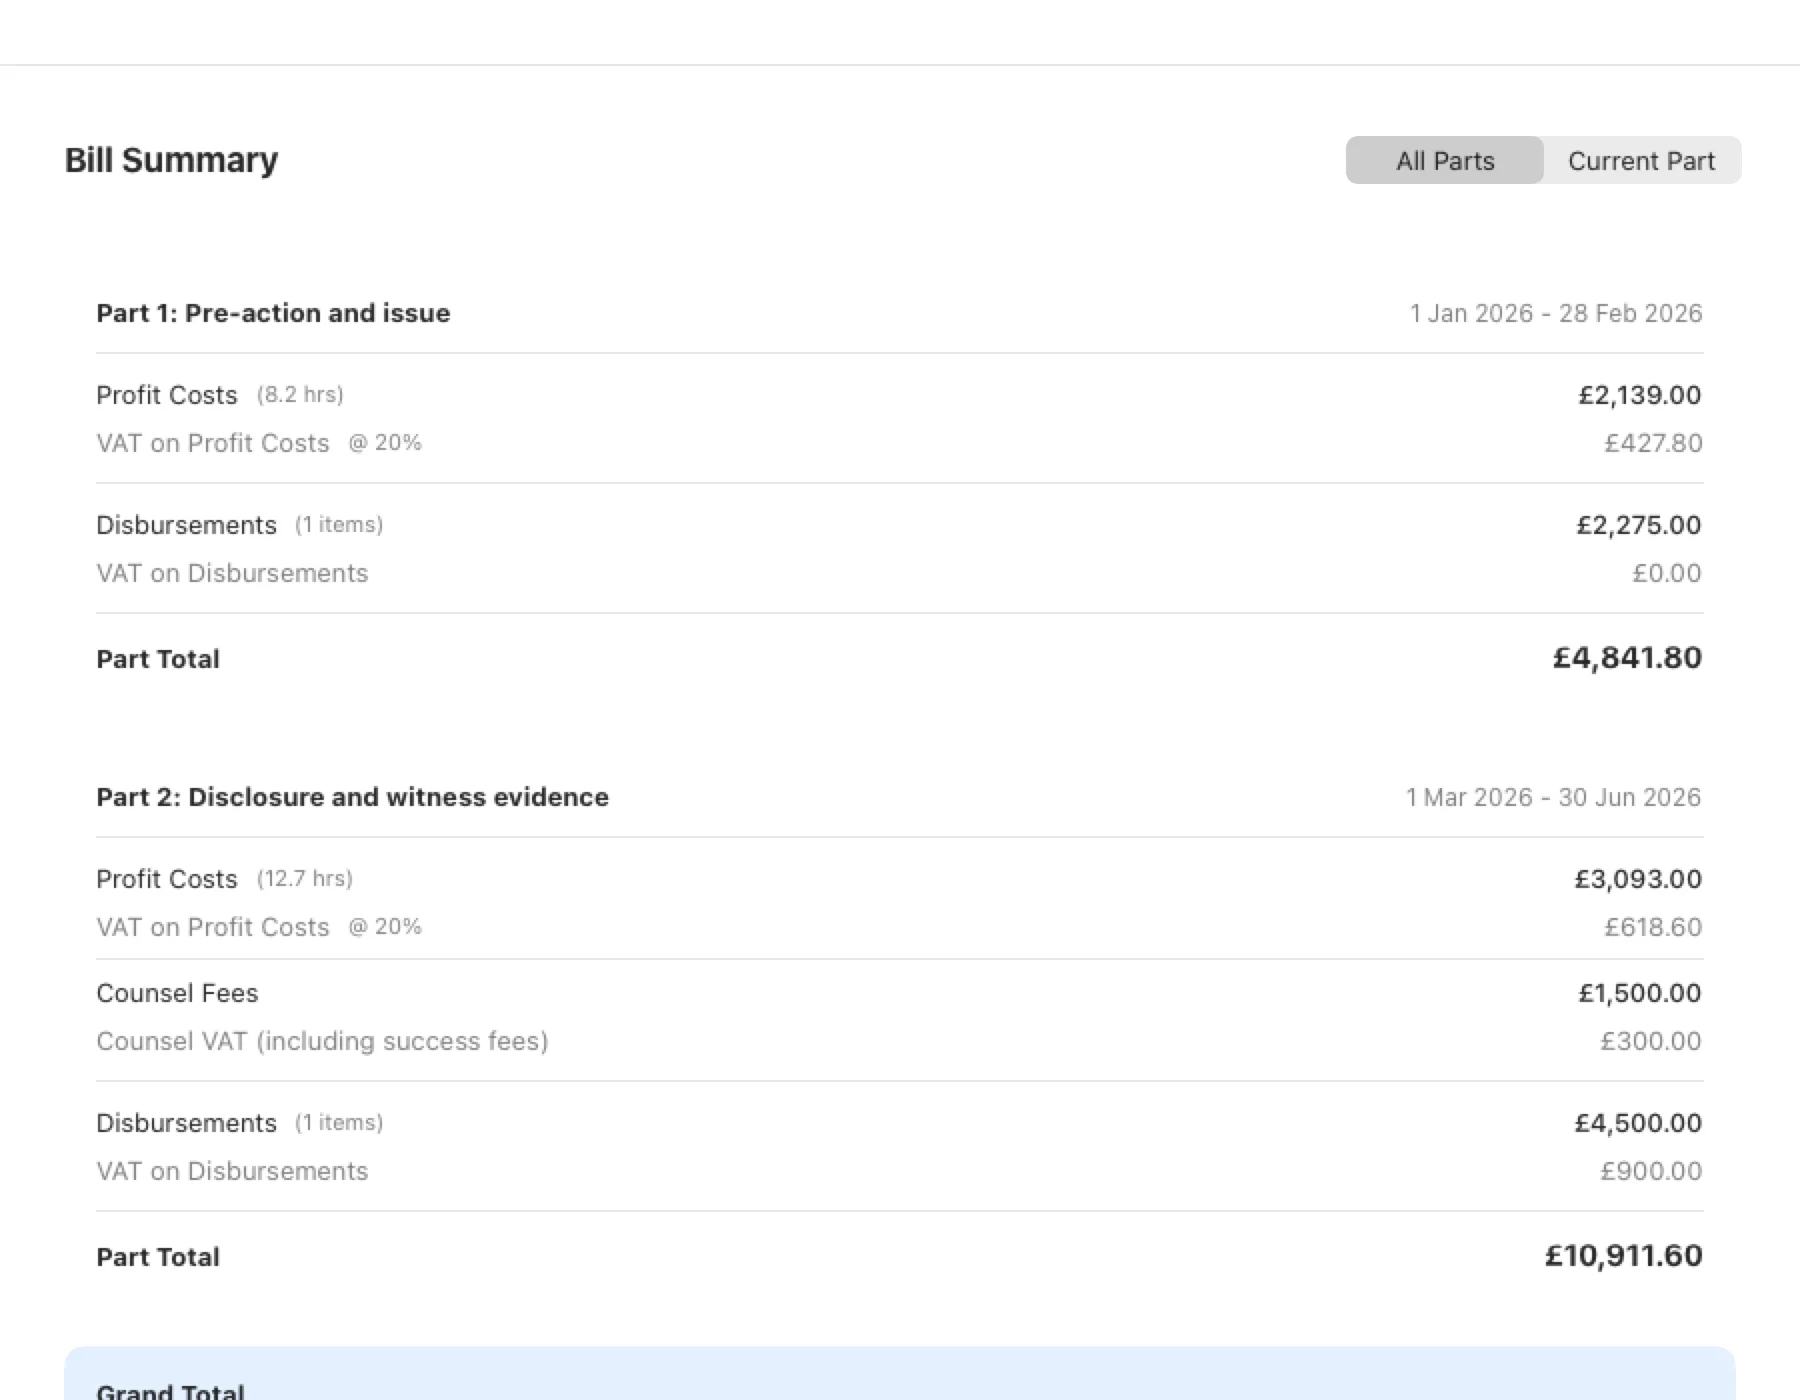 Bill Summary
All Parts Current Part
Part 1: Pre-action and issue 1 Jan 2026 - 28 Feb 2026
Profit Costs (8.2 hrs) £2,139.00
VAT on Profit Costs @ 20% £427.80
Disbursements (1 items) £2,275.00
VAT on Disbursements £0.00
Part Total £4,841.80
Part 2: Disclosure and witness evidence 1 Mar 2026 - 30 Jun 2026
Profit Costs (12.7 hrs) £3,093.00
VAT on Profit Costs @ 20% £618.60
Counsel Fees £1,500.00
Counsel VAT (including success fees) £300.00
Disbursements (1 items) £4,500.00
VAT on Disbursements £900.00
Part Total £10,911.60
Grand Total